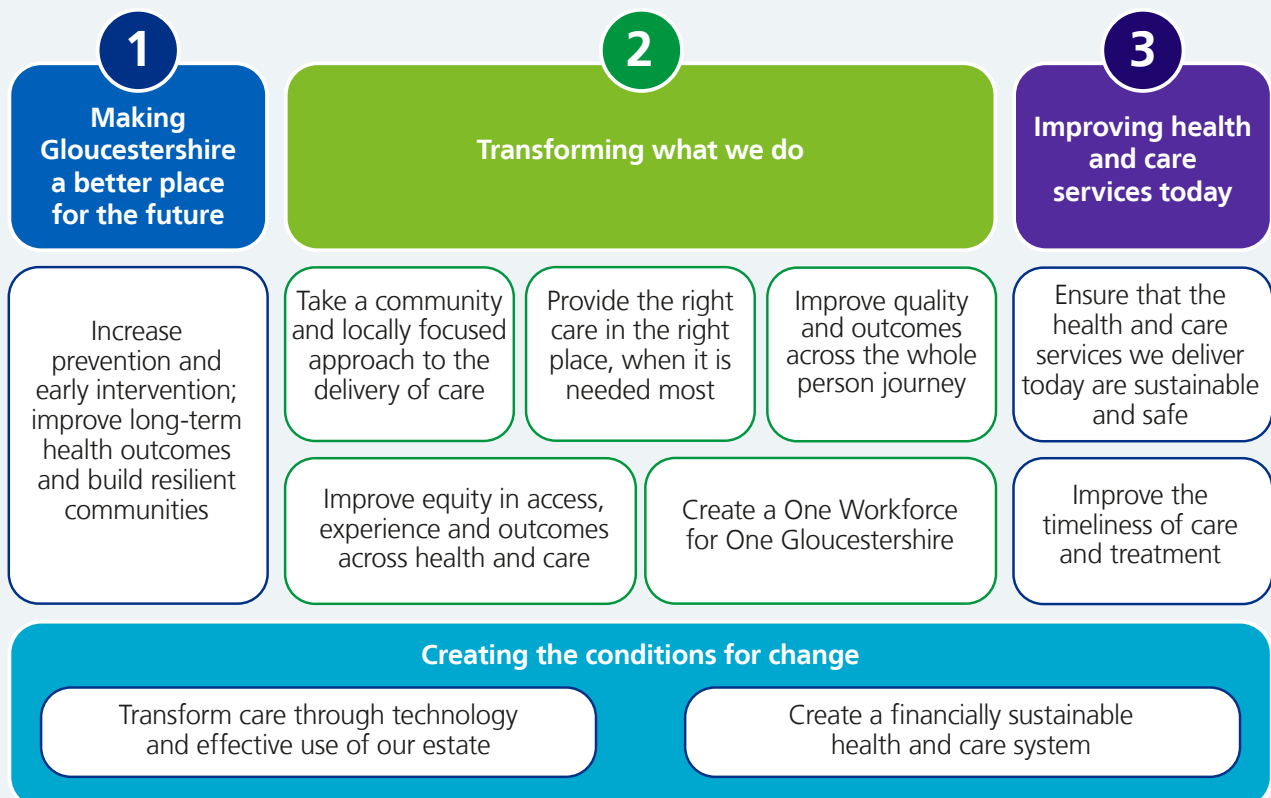 1
Making
Gloucestershire
a better place
for the future
2
Transforming what we do
3
Improving health
and care
services today
Increase
prevention and
early intervention;
improve long-term
health outcomes
and build resilient
communities
Take a community
and locally focused
approach to the
delivery of care
Provide the right
care in the right
place, when it is
needed most
Improve quality
and outcomes
across the whole
person journey
Improve equity in access,
experience and outcomes
across health and care
Create a One Workforce
for One Gloucestershire
Ensure that the
health and care
services we deliver
today are sustainable
and safe
Improve the
timeliness of care
and treatment
Creating the conditions for change
Transform care through technology
and effective use of our estate
Create a financially sustainable
health and care system